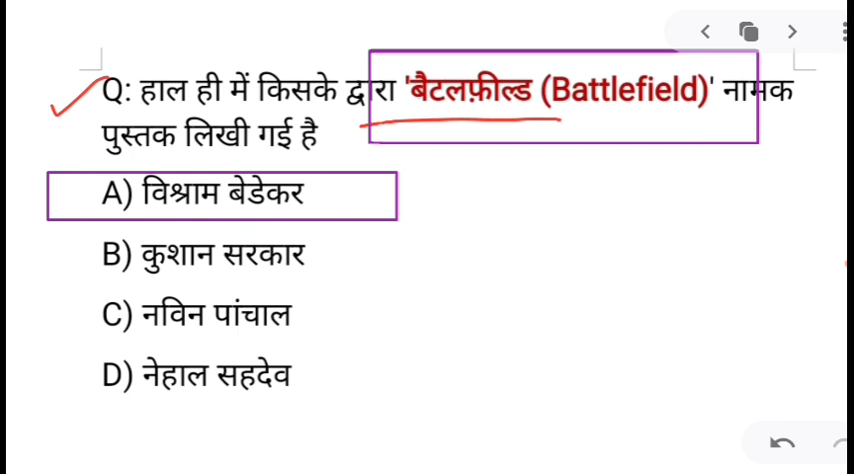 Q: हाल ही में किसके द्वारा 'बैटलफ़ील्ड (Battlefield)' नामक
पुस्तक लिखी गई है
A) विश्राम बेडेकर
B) कुशान सरकार
C) नविन पांचाल
D) नेहाल सहदेव